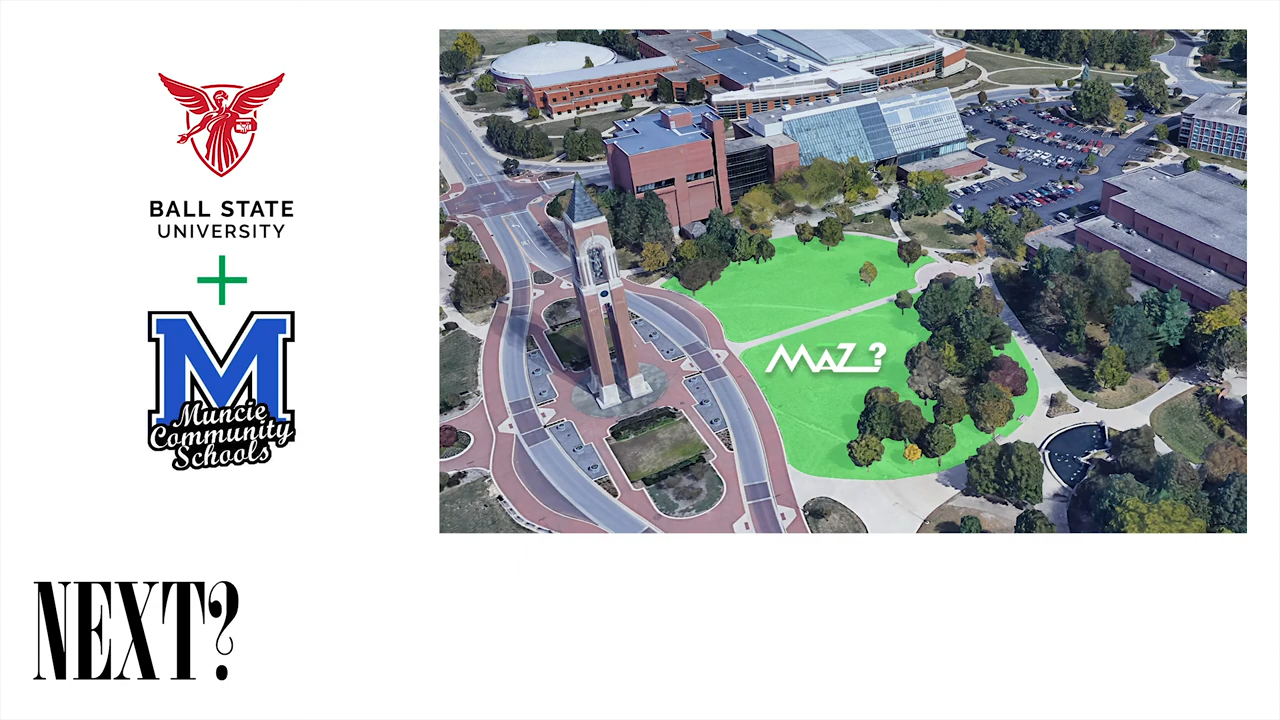 BALL STATE
UNIVERSITY
+
M
Muncie
Community
Schools
MAZ?
NEXT?